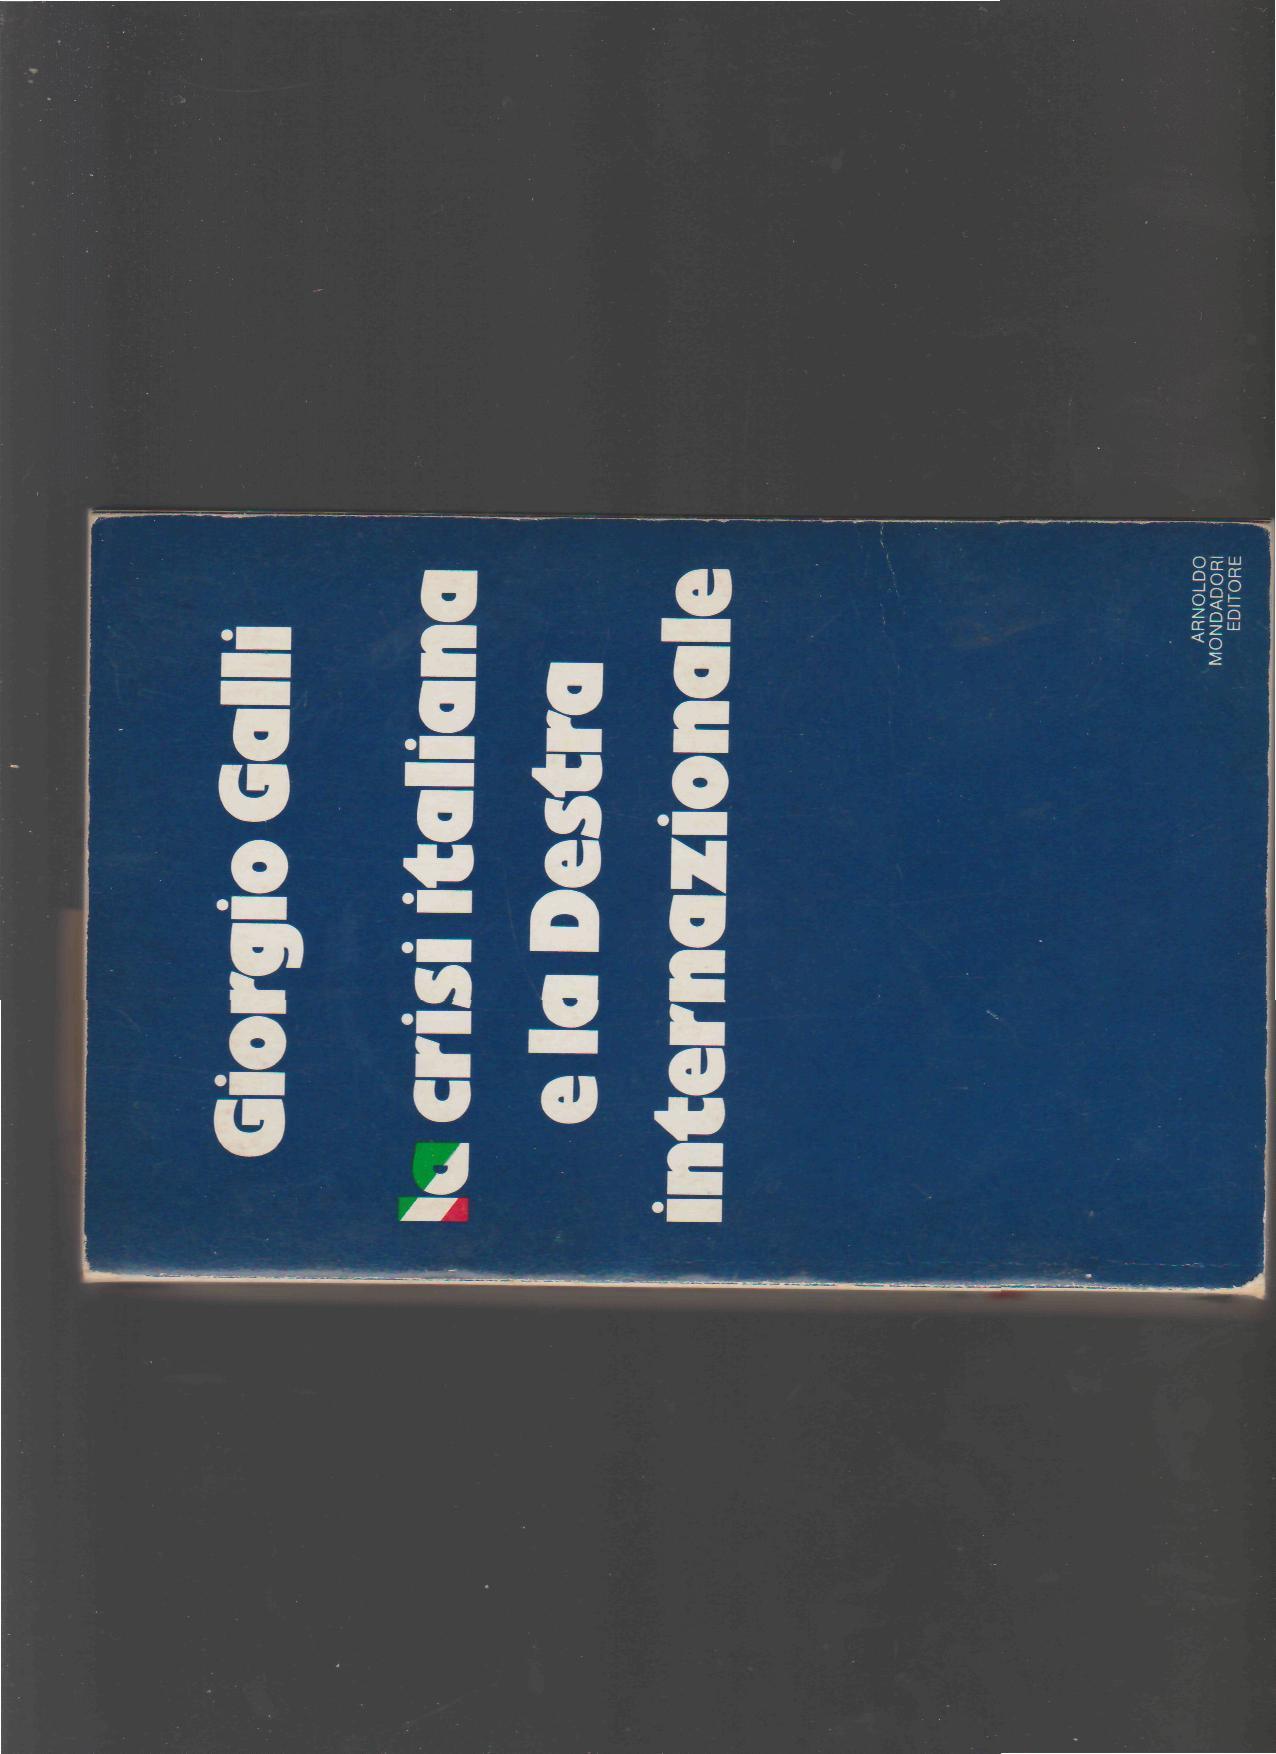 Giorgio Galli
la crisi italiana
e la Destra
internazionale
ARNOLDO
MONDADORI
EDITORE